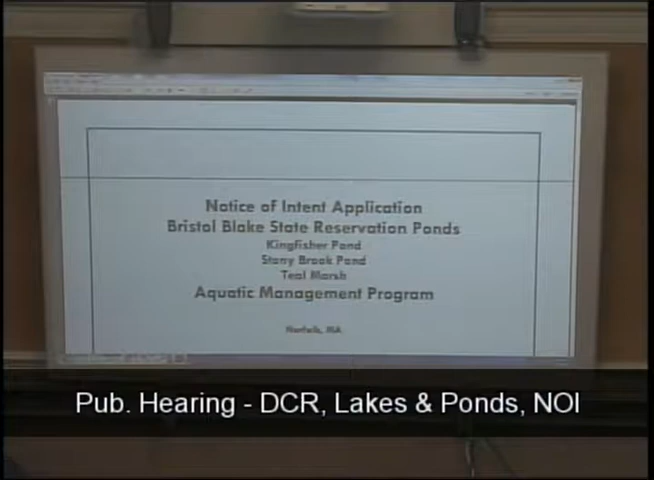 Notice of Intent Application
Bristol Blake State Reservation Ponds
Kingfisher Pond
Stony Brook Pond
Teal Marsh
Aquatic Management Program
Norfolk, MA
Pub. Hearing - DCR, Lakes & Ponds, NOI